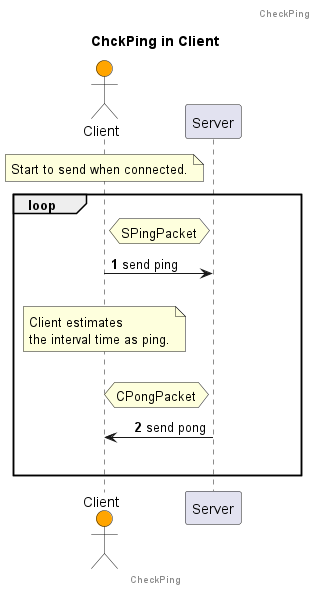 CheckPing
ChckPing in Client
Client
Server
Start to send when connected.
loop
SPingPacket
1 send ping
Client estimates
the interval time as ping.
CPongPacket
2 send pong
Client
Server
CheckPing